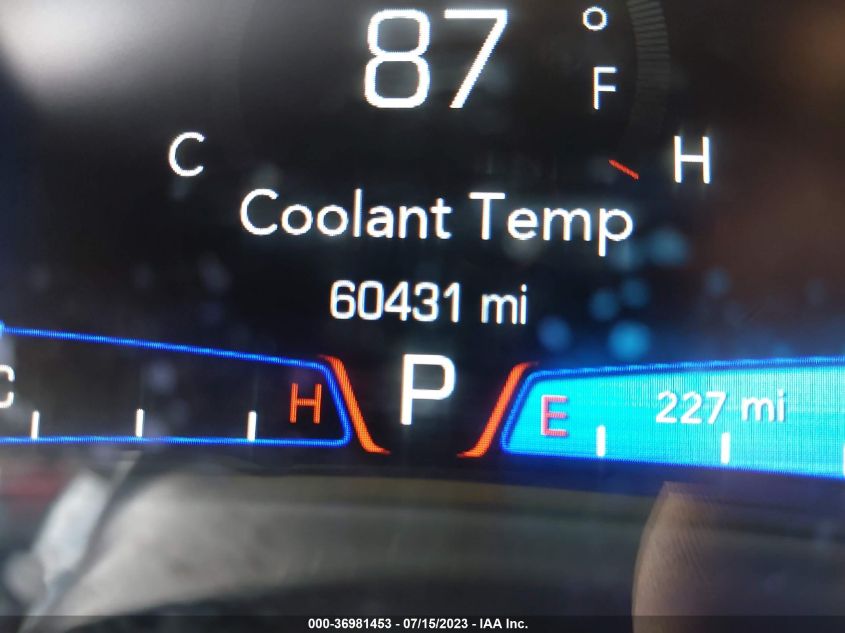 87 °
F
C H
Coolant Temp
60431 mi
C H P E 227 mi
000-36981453 - 07/15/2023 - IAA Inc.